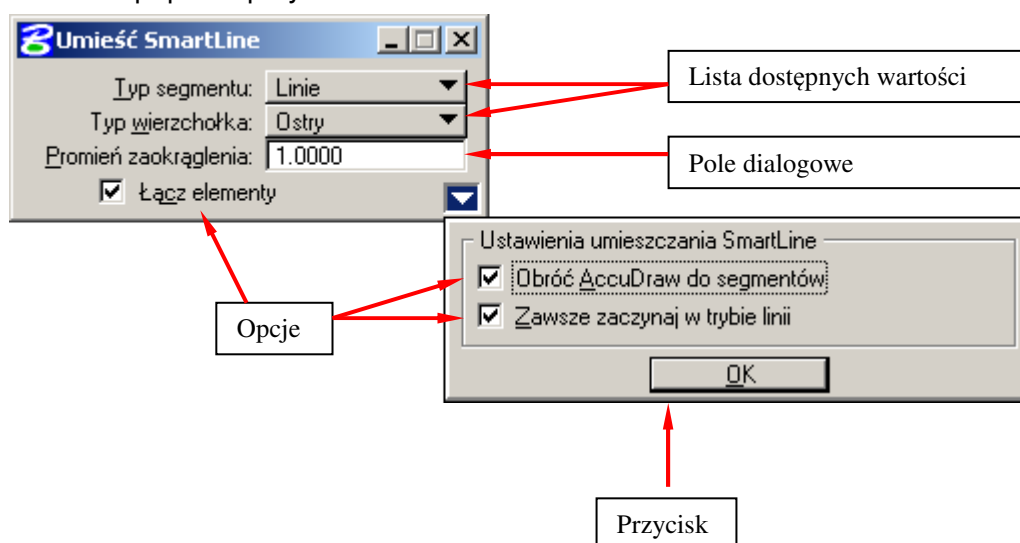 Umieść SmartLine
Typ segmentu: Linie
Typ wierzchołka: Ostry
Promień zaokrąglenia: 1.0000
Łącz elementy
Lista dostępnych wartości
Pole dialogowe
Ustawienia umieszczania SmartLine
Obróć AccuDraw do segmentów
Zawsze zaczynaj w trybie linii
OK
Opcje
Przycisk